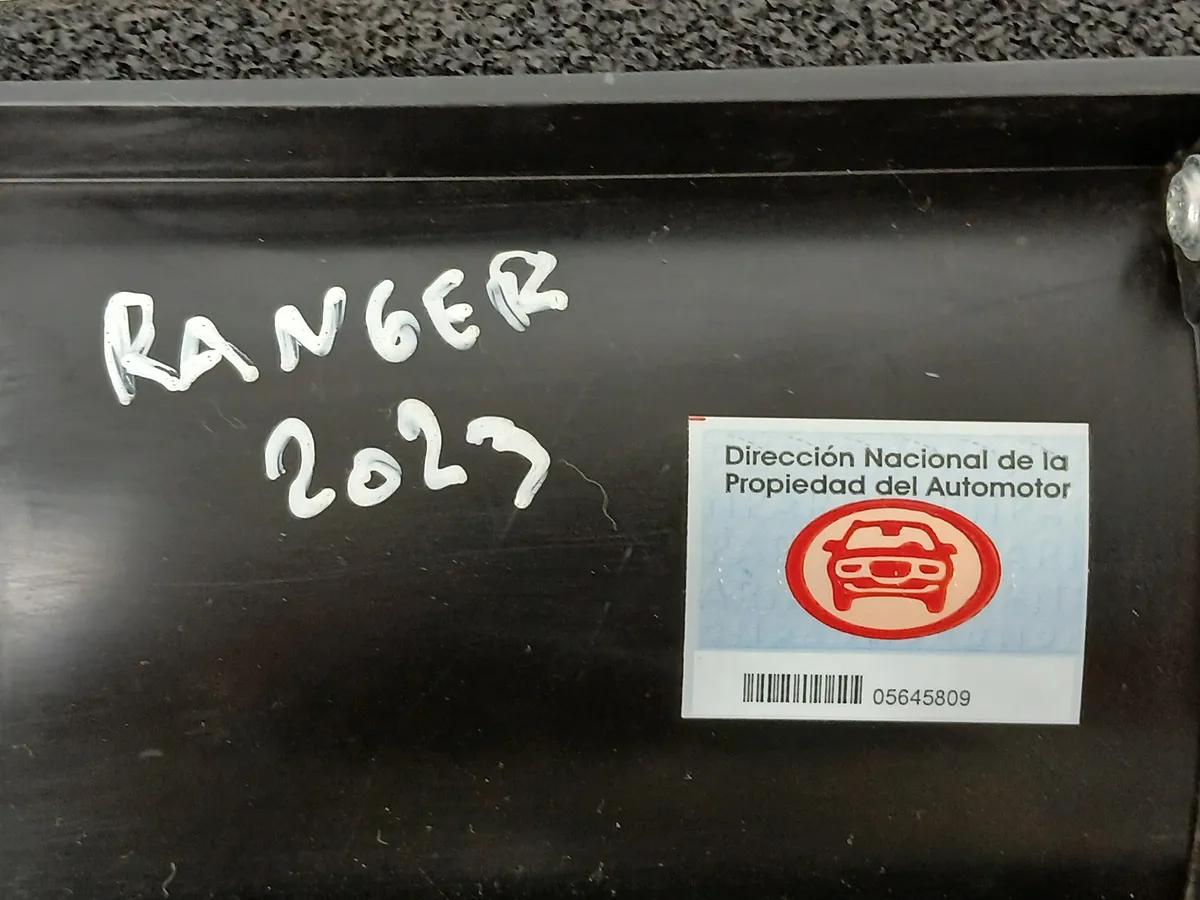 RANGER
2023
Dirección Nacional de la
Propiedad del Automotor
05645809